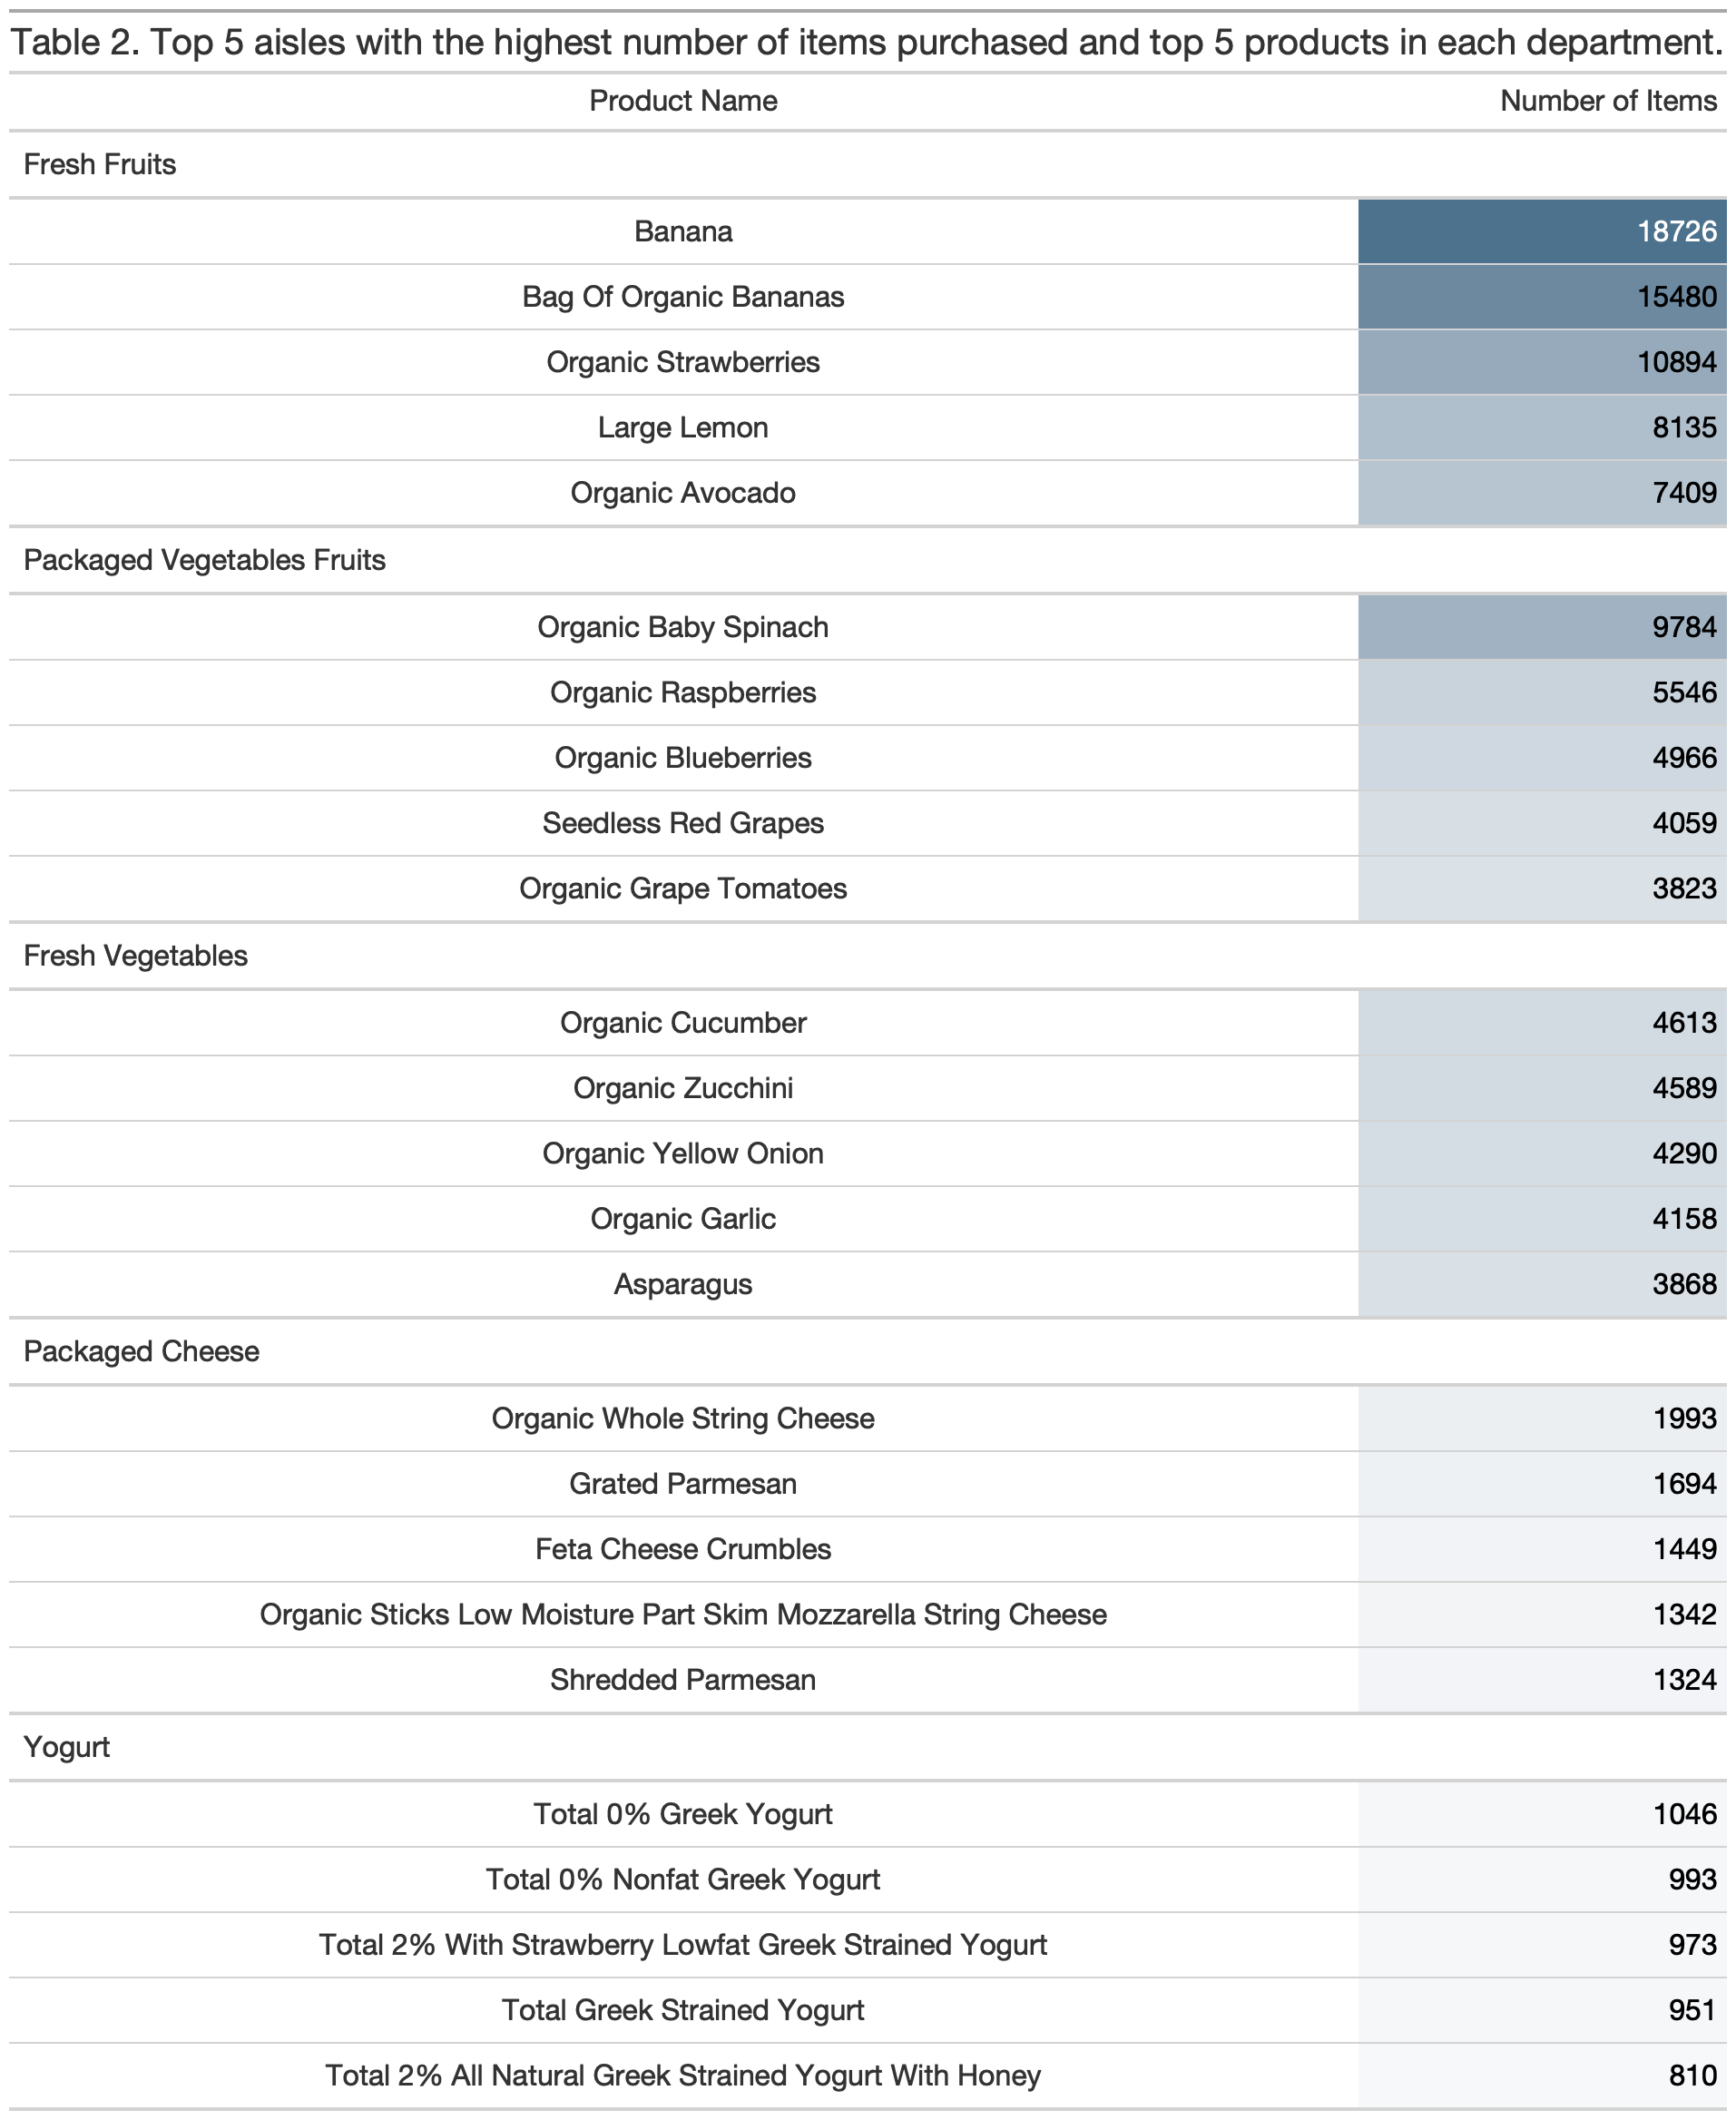 Table 2. Top 5 aisles with the highest number of items purchased and top 5 products in each department.
Product Name Number of Items
Fresh Fruits
Banana 18726
Bag Of Organic Bananas 15480
Organic Strawberries 10894
Large Lemon 8135
Organic Avocado 7409
Packaged Vegetables Fruits
Organic Baby Spinach 9784
Organic Raspberries 5546
Organic Blueberries 4966
Seedless Red Grapes 4059
Organic Grape Tomatoes 3823
Fresh Vegetables
Organic Cucumber 4613
Organic Zucchini 4589
Organic Yellow Onion 4290
Organic Garlic 4158
Asparagus 3868
Packaged Cheese
Organic Whole String Cheese 1993
Grated Parmesan 1694
Feta Cheese Crumbles 1449
Organic Sticks Low Moisture Part Skim Mozzarella String Cheese 1342
Shredded Parmesan 1324
Yogurt
Total 0% Greek Yogurt 1046
Total 0% Nonfat Greek Yogurt 993
Total 2% With Strawberry Lowfat Greek Strained Yogurt 973
Total Greek Strained Yogurt 951
Total 2% All Natural Greek Strained Yogurt With Honey 810